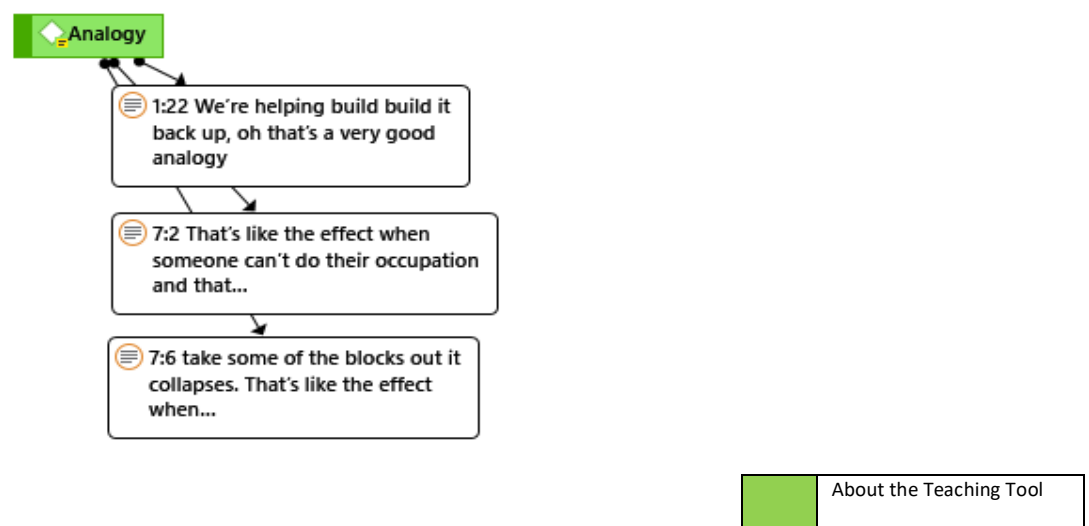 Analogy
1:22 We're helping build build it
back up, oh that's a very good
analogy
7:2 That's like the effect when
someone can't do their occupation
and that...
7:6 take some of the blocks out it
collapses. That's like the effect
when...
About the Teaching Tool